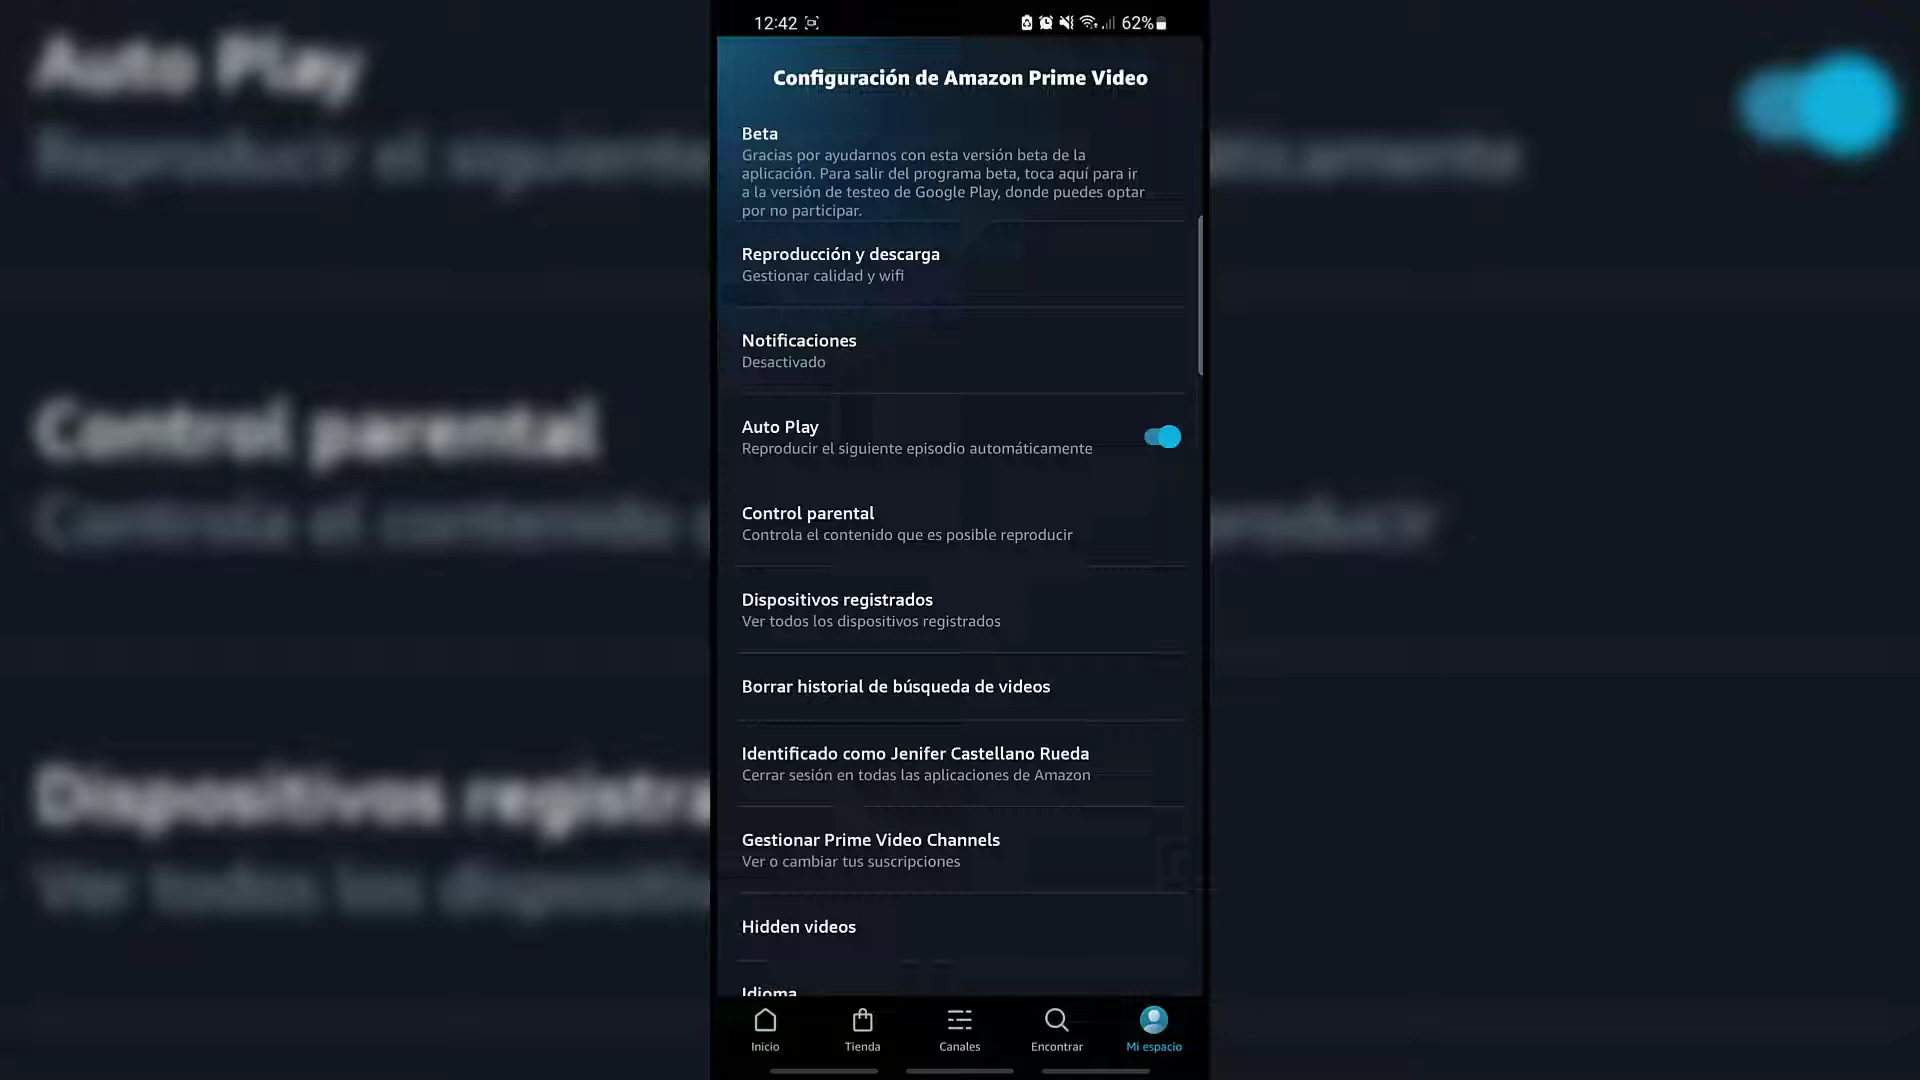 12:42
62%
Configuración de Amazon Prime Video
Beta
Gracias por ayudarnos con esta versión beta de la
aplicación. Para salir del programa beta, toca aquí para ir
a la versión de testeo de Google Play, donde puedes optar
por no participar.
Reproducción y descarga
Gestionar calidad y wifi
Notificaciones
Desactivado
Auto Play
Reproducir el siguiente episodio automáticamente
Control parental
Controla el contenido que es posible reproducir
Dispositivos registrados
Ver todos los dispositivos registrados
Borrar historial de búsqueda de videos
Identificado como Jenifer Castellano Rueda
Cerrar sesión en todas las aplicaciones de Amazon
Gestionar Prime Video Channels
Ver o cambiar tus suscripciones
Hidden videos
Idioma
Inicio
Tienda
Canales
Encontrar
Mi espacio
Auto Play
Reproducir el siguiente
áticamente
Control parental
Controla el contenido
producir
Dispositivos registra
Ver todos los dispositiv